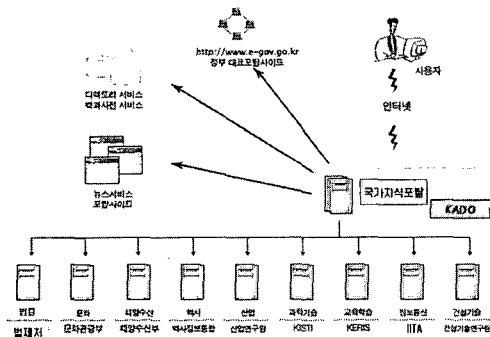 http://www.e-gov.go.kr
정부 대표포탈사이트
사용자
디렉토리 서비스
백과사전 서비스
인터넷
뉴스서비스
포탈사이트
국가지식포탈
KADO
법률 문화 해양수산 역사 산업 과학기술 교육학술 정보통신 건설기술
법제처 문화관광부 해양수산부 역사정보통합 산업연구원 KISTI KERIS IITA 건설기술연구원